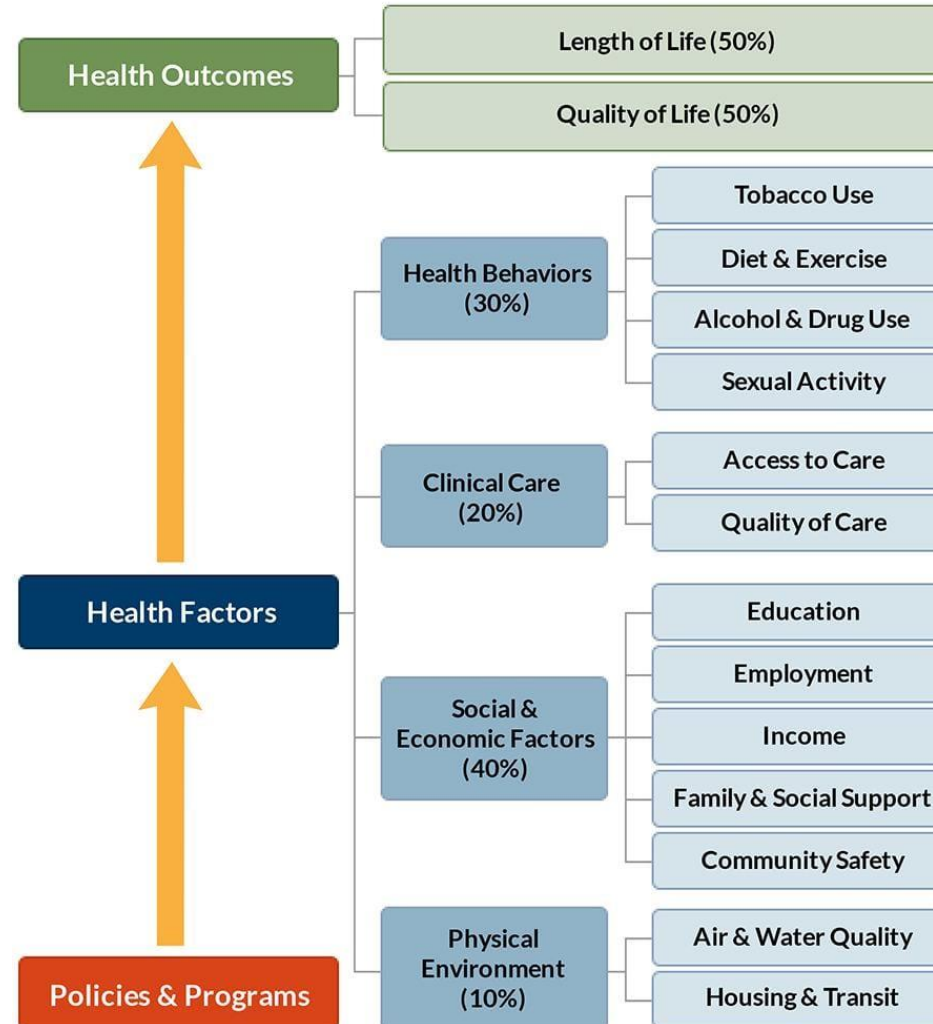 Health Outcomes
Length of Life (50%)
Quality of Life (50%)
Health Factors
Health Behaviors
(30%)
Tobacco Use
Diet & Exercise
Alcohol & Drug Use
Sexual Activity
Clinical Care
(20%)
Access to Care
Quality of Care
Social &
Economic Factors
(40%)
Education
Employment
Income
Family & Social Support
Community Safety
Physical
Environment
(10%)
Air & Water Quality
Housing & Transit
Policies & Programs